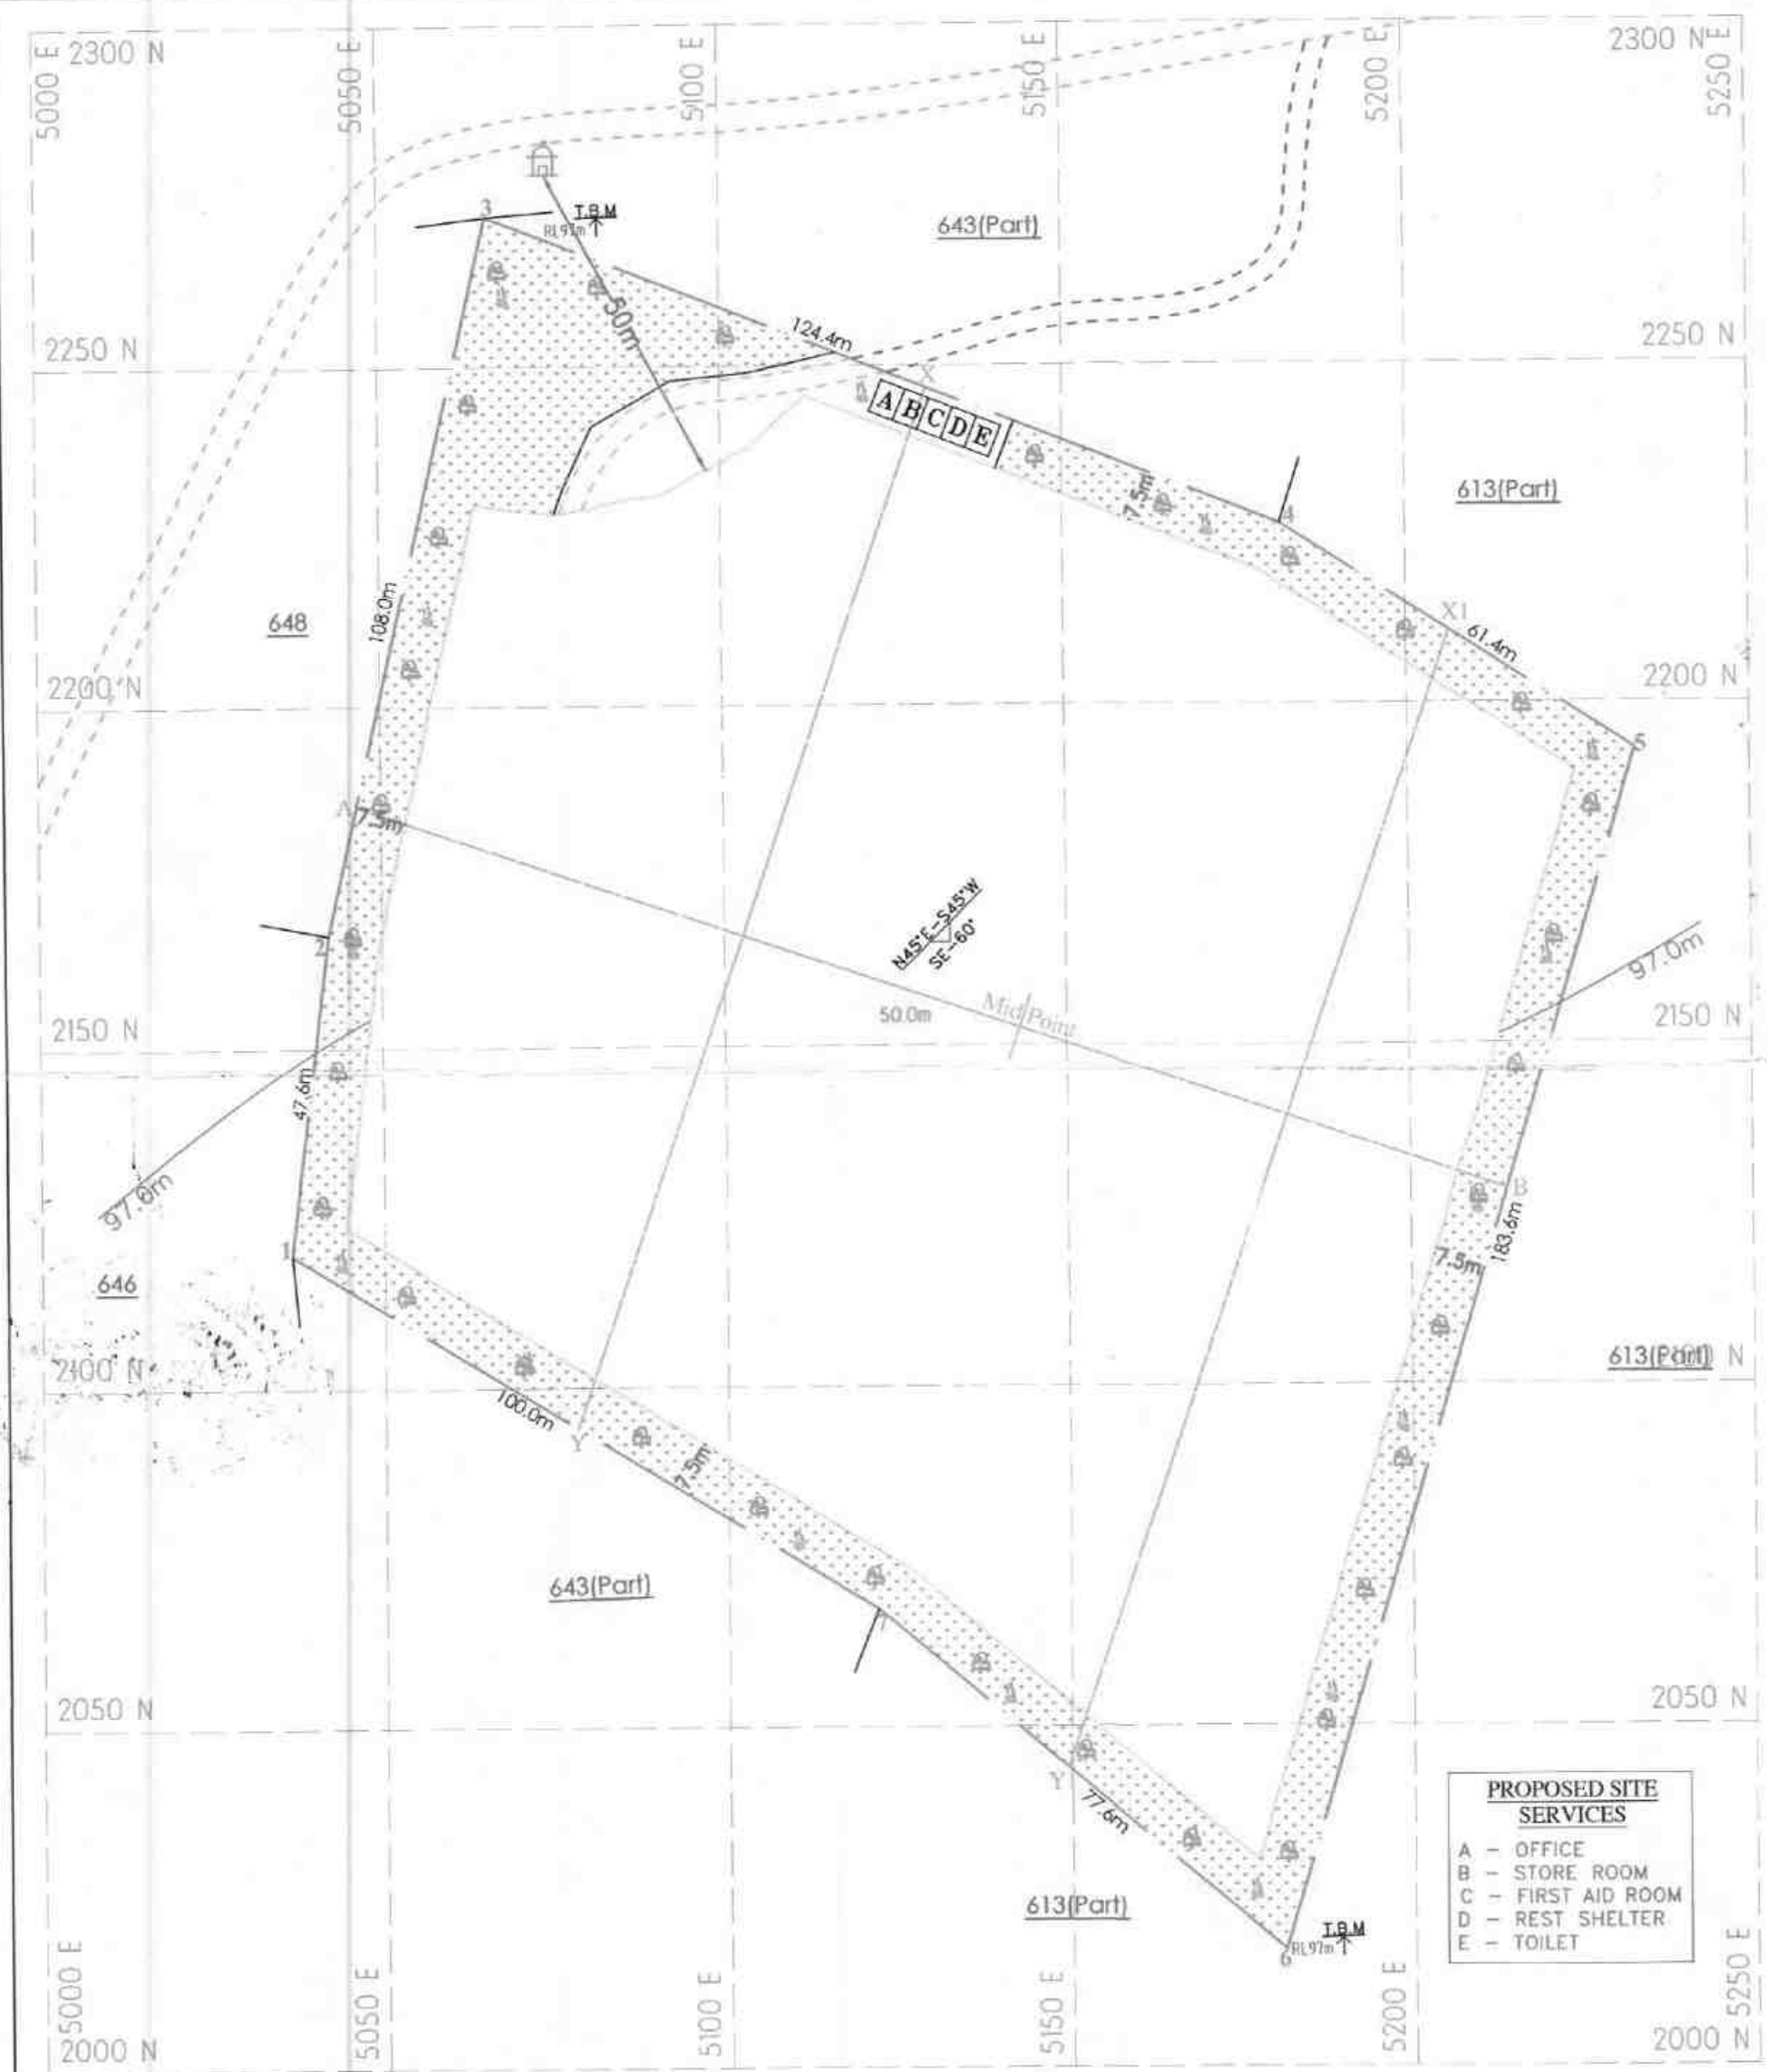 5000 E
2300 N
5050 E
5100 E
5150 E
5200 E
2300 N
5250 E
3
T.B.M
RL97m
643(Part)
50m
2250 N
124.4m
X
2250 N
A B C D E
7.5m
4
613(Part)
648
108.0m
X1
61.4m
2200 N
2200 N
5
A
7.5m
N45°E-S45°W
SE-60°
2
97.0m
50.0m
Mid Point
2150 N
2150 N
47.6m
97.0m
B
183.6m
7.5m
1
646
2100 N
613(Part)
N
100.0m
Y
7.5m
643(Part)
7
2050 N
2050 N
Y
77.6m
PROPOSED SITE
SERVICES
A - OFFICE
B - STORE ROOM
C - FIRST AID ROOM
D - REST SHELTER
E - TOILET
613(Part)
T.B.M
RL97m
6
5000 E
2000 N
5050 E
5100 E
5150 E
5200 E
2000 N
5250 E